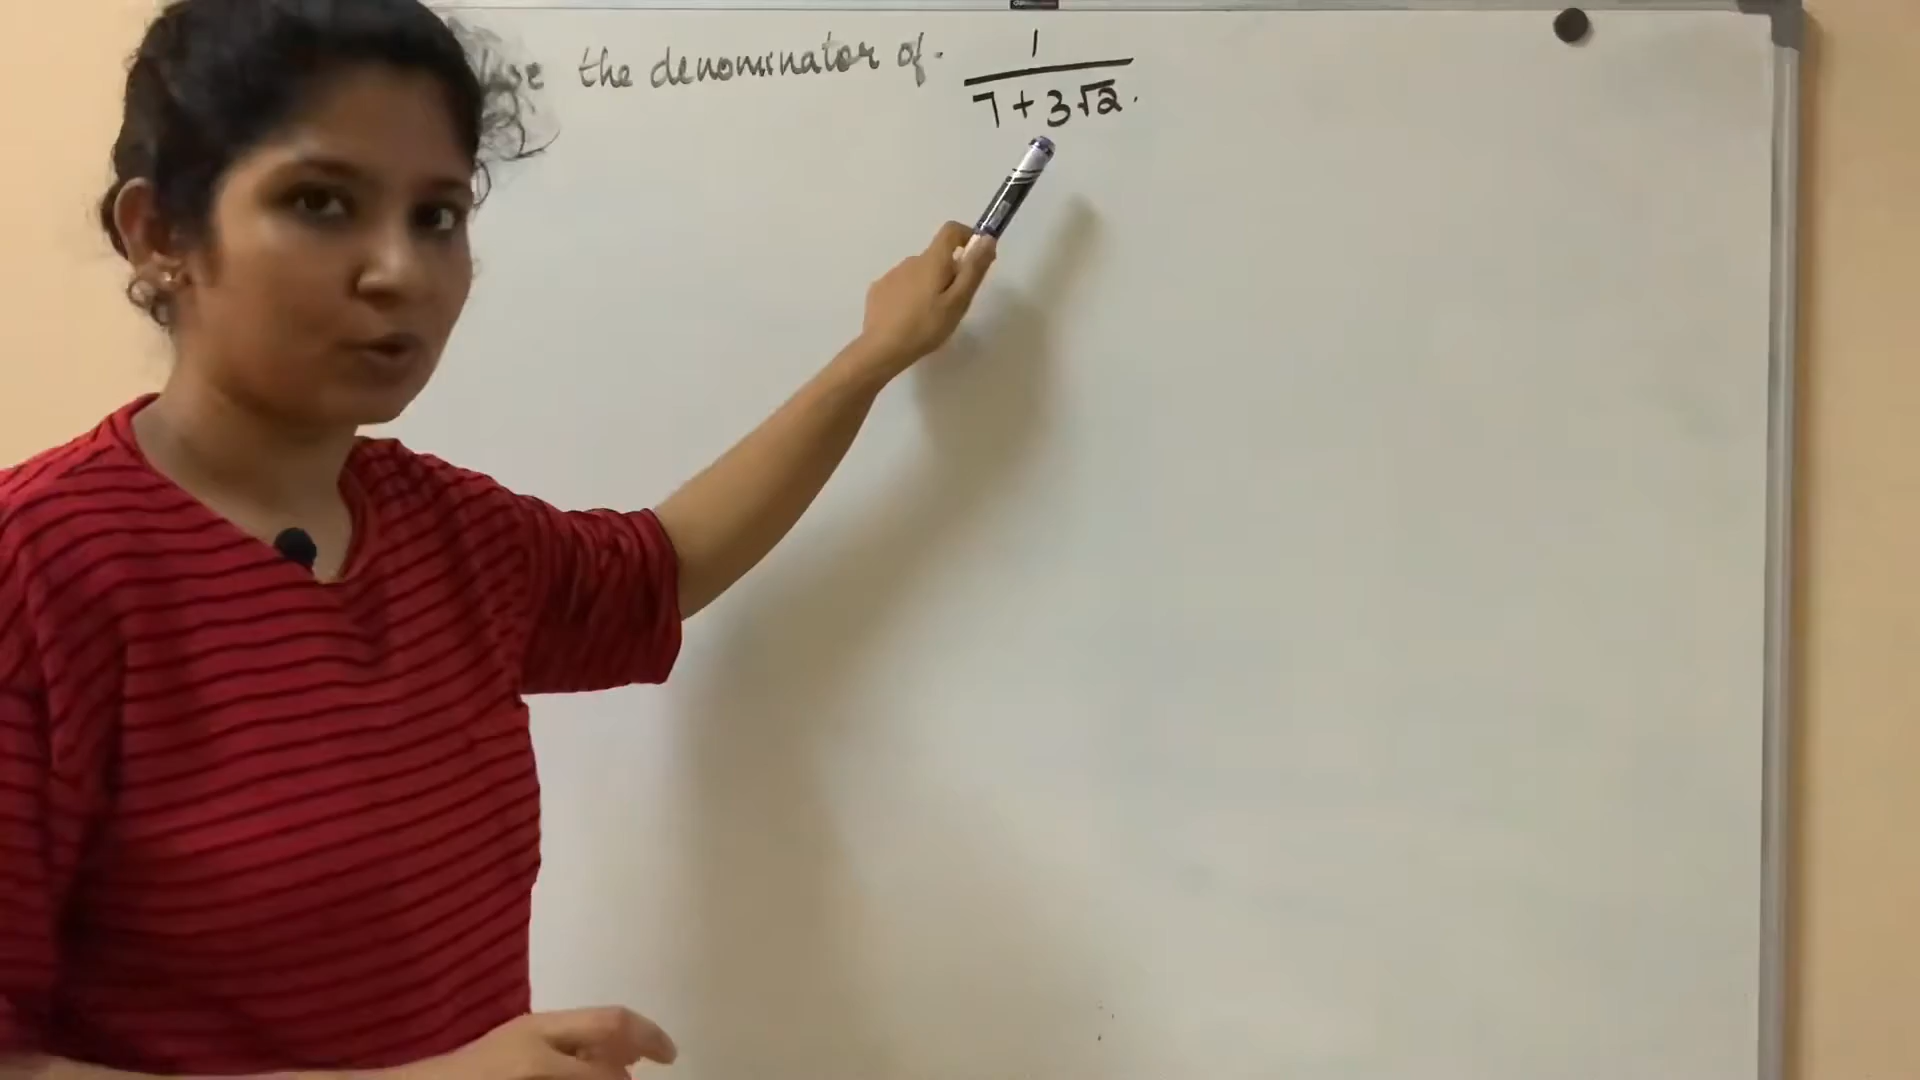 the denominator of. 1 / 7 + 3√2.